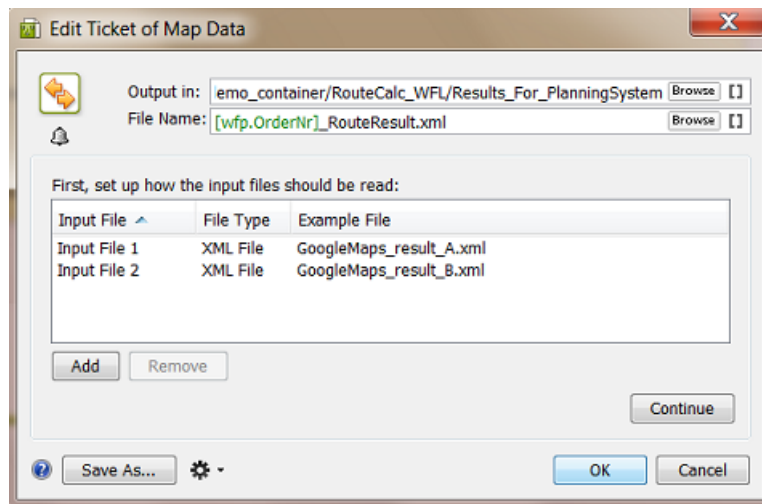 Edit Ticket of Map Data
Output in: emo_container/RouteCalc_WFL/Results_For_PlanningSystem Browse []
File Name: [wfp.OrderNr]_RouteResult.xml Browse []
First, set up how the input files should be read:
Input File File Type Example File
Input File 1 XML File GoogleMaps_result_A.xml
Input File 2 XML File GoogleMaps_result_B.xml
Add Remove
Continue
? Save As... OK Cancel